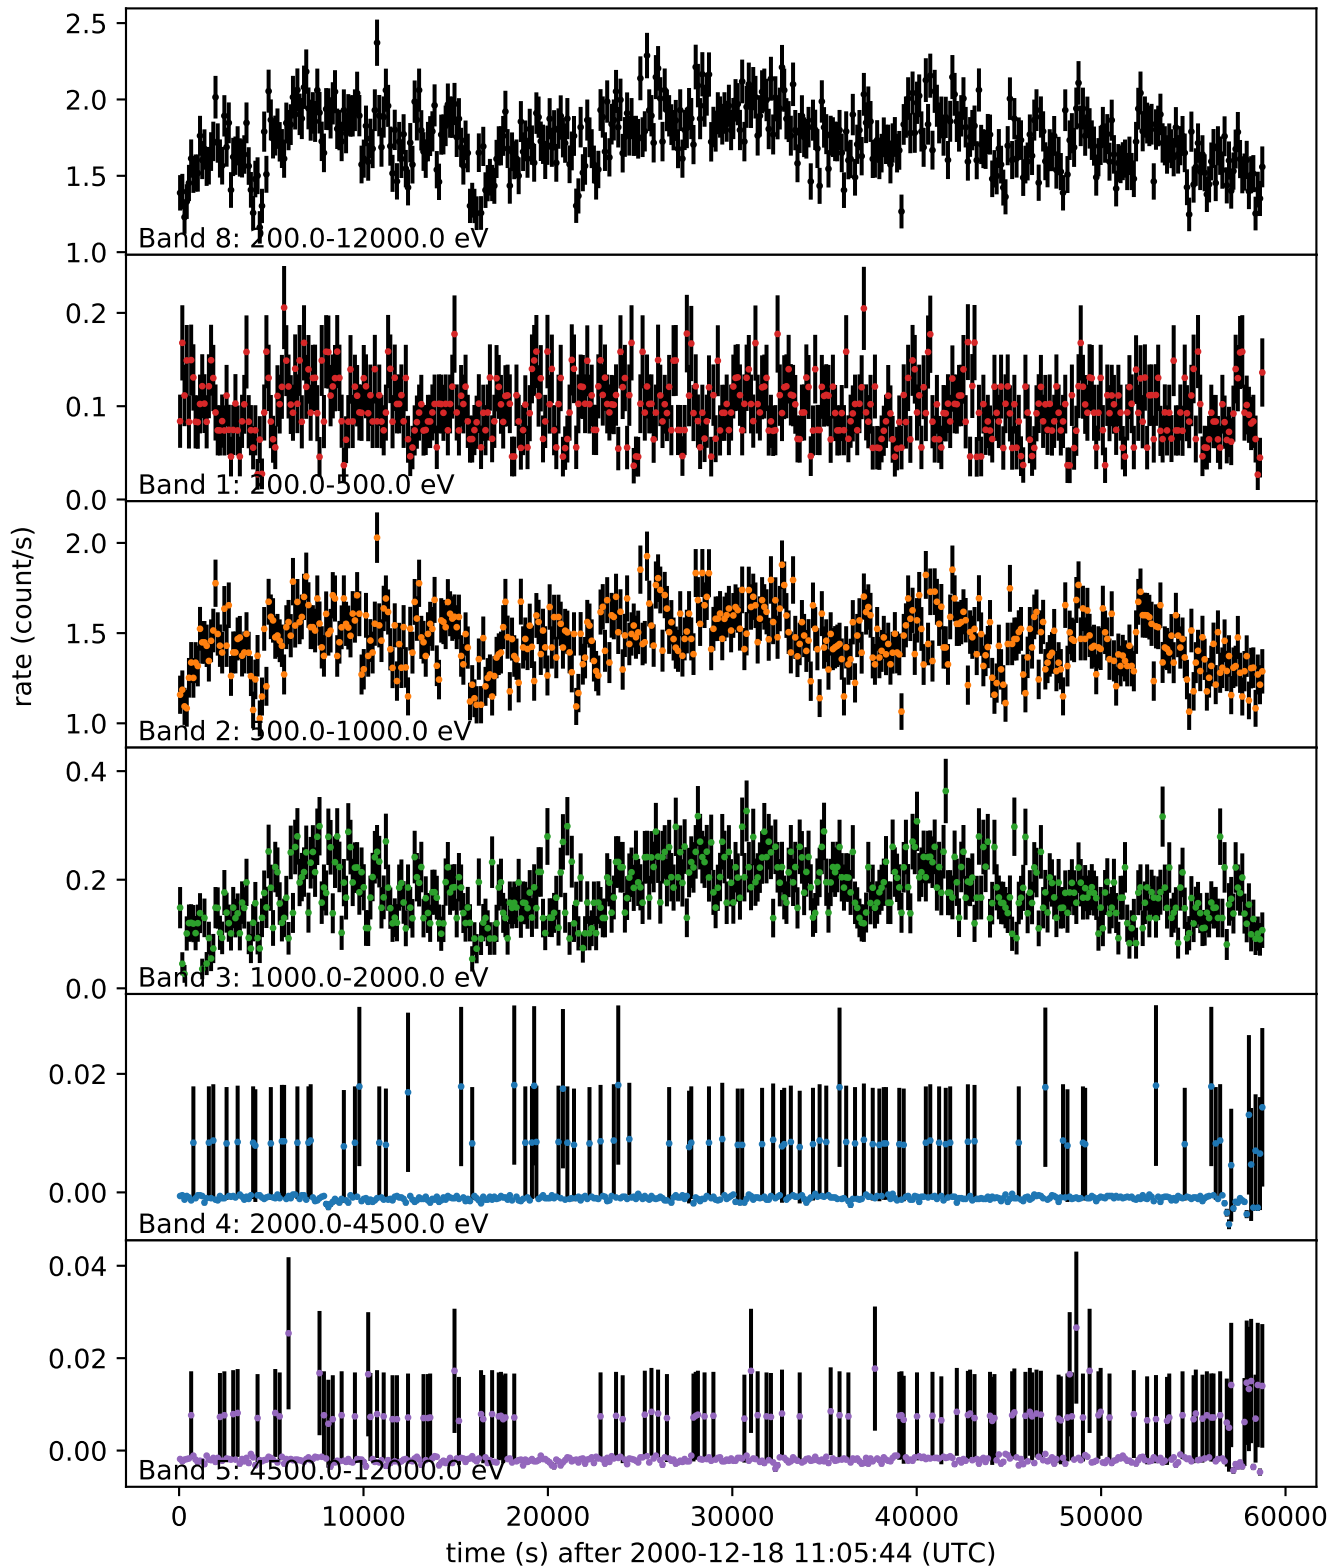 2.5
2.0
1.5
1.0
Band 8: 200.0-12000.0 eV
0.2
0.1
0.0
Band 1: 200.0-500.0 eV
2.0
1.5
1.0
Band 2: 500.0-1000.0 eV
rate (count/s)
0.4
0.2
0.0
Band 3: 1000.0-2000.0 eV
0.02
0.00
Band 4: 2000.0-4500.0 eV
0.04
0.02
0.00
Band 5: 4500.0-12000.0 eV
0 10000 20000 30000 40000 50000 60000
time (s) after 2000-12-18 11:05:44 (UTC)